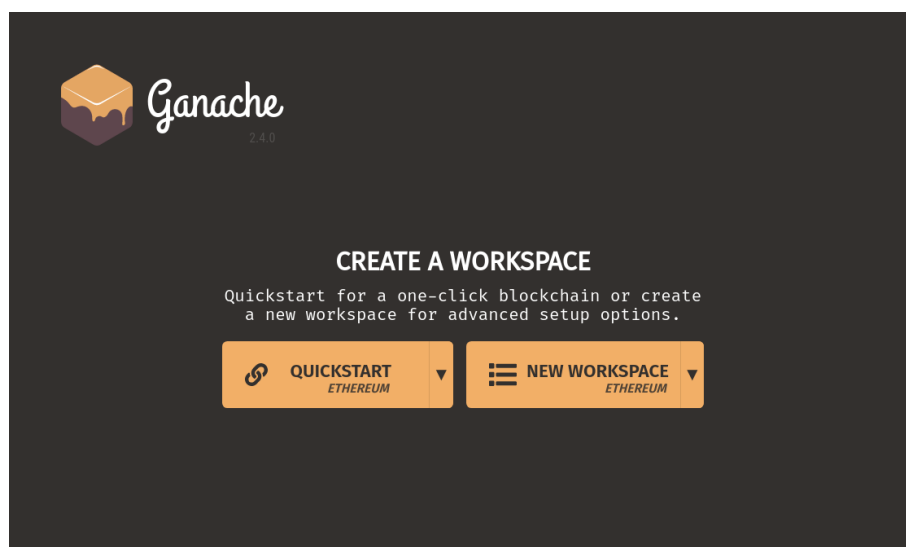 Ganache
2.4.0
CREATE A WORKSPACE
Quickstart for a one-click blockchain or create
a new workspace for advanced setup options.
QUICKSTART
ETHEREUM
NEW WORKSPACE
ETHEREUM